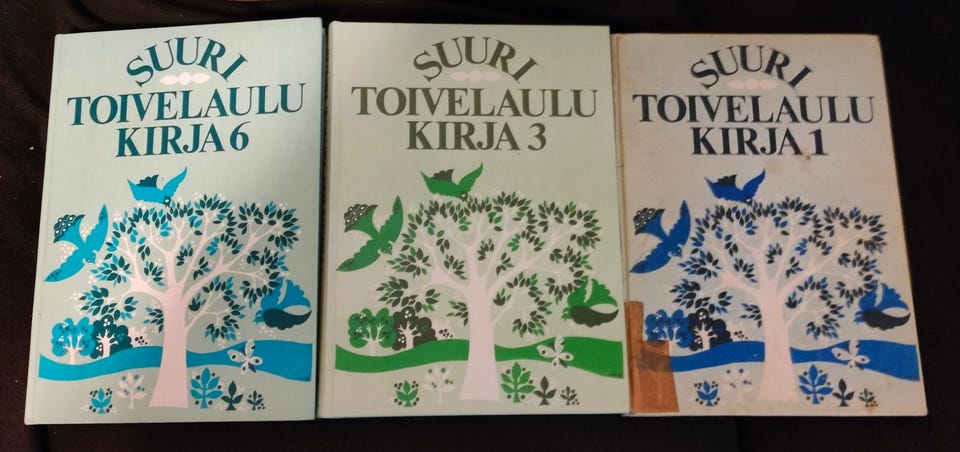 SUURI
TOIVELAULU
KIRJA 6
SUURI
TOIVELAULU
KIRJA 3
SUURI
TOIVELAULU
KIRJA 1